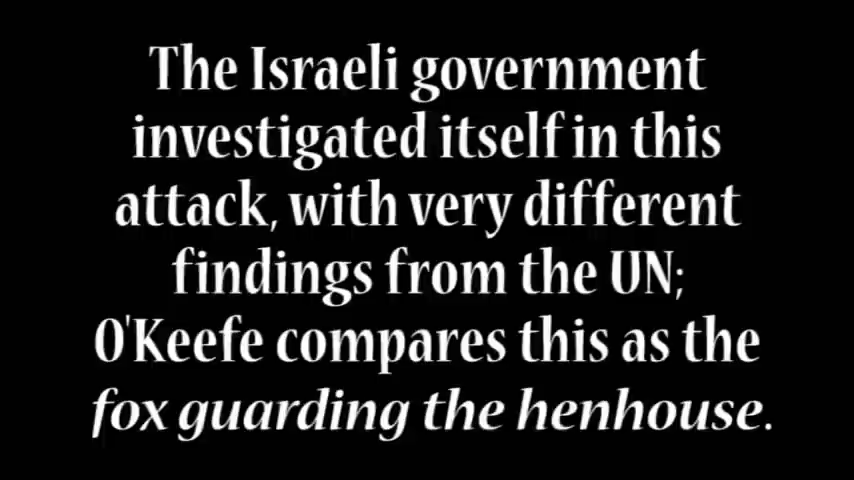 The Israeli government
investigated itself in this
attack, with very different
findings from the UN;
O'Keefe compares this as the
fox guarding the henhouse.